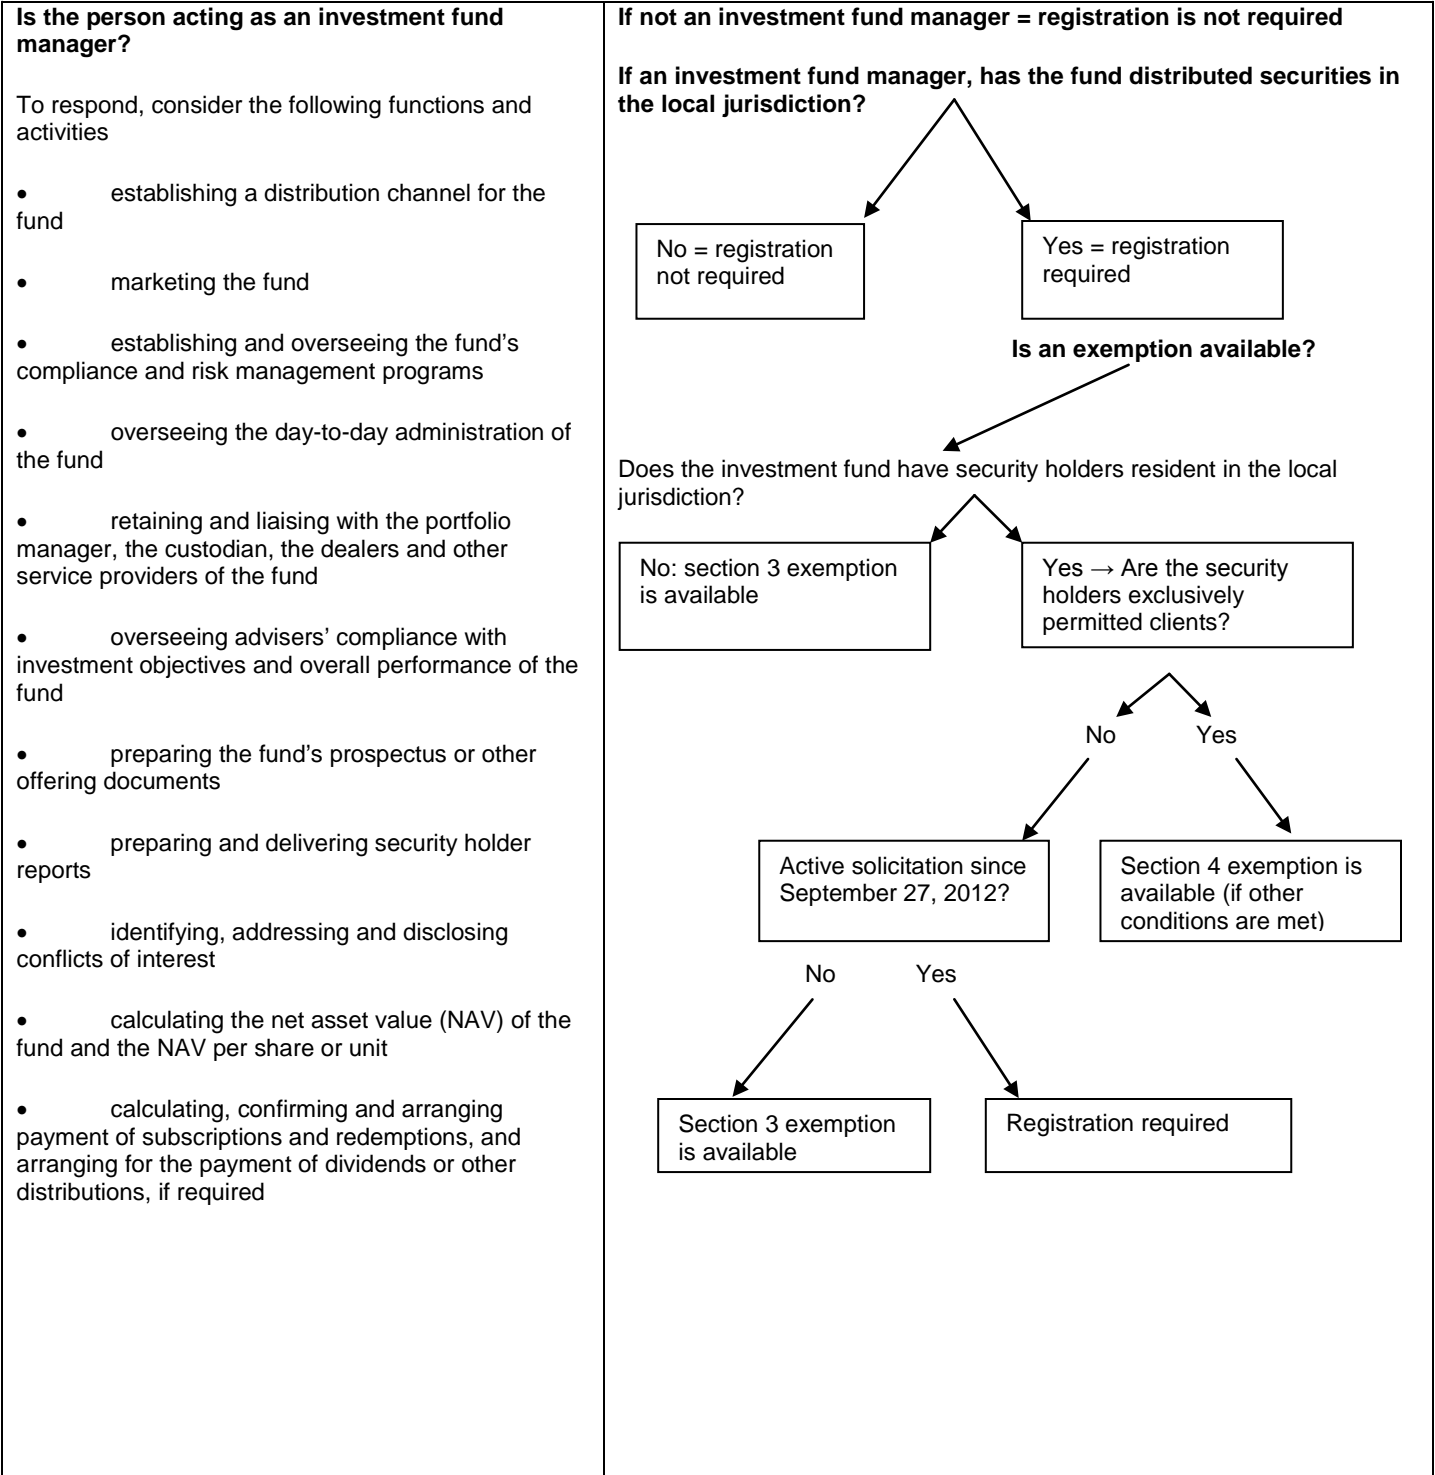 Is the person acting as an investment fund
manager?
To respond, consider the following functions and
activities
• establishing a distribution channel for the
fund
• marketing the fund
• establishing and overseeing the fund’s
compliance and risk management programs
• overseeing the day-to-day administration of
the fund
• retaining and liaising with the portfolio
manager, the custodian, the dealers and other
service providers of the fund
• overseeing advisers’ compliance with
investment objectives and overall performance of the
fund
• preparing the fund’s prospectus or other
offering documents
• preparing and delivering security holder
reports
• identifying, addressing and disclosing
conflicts of interest
• calculating the net asset value (NAV) of the
fund and the NAV per share or unit
• calculating, confirming and arranging
payment of subscriptions and redemptions, and
arranging for the payment of dividends or other
distributions, if required
If not an investment fund manager = registration is not required
If an investment fund manager, has the fund distributed securities in
the local jurisdiction?
No = registration
not required
Yes = registration
required
Is an exemption available?
Does the investment fund have security holders resident in the local
jurisdiction?
No: section 3 exemption
is available
Yes → Are the security
holders exclusively
permitted clients?
No Yes
Active solicitation since
September 27, 2012?
Section 4 exemption is
available (if other
conditions are met)
No Yes
Section 3 exemption
is available
Registration required